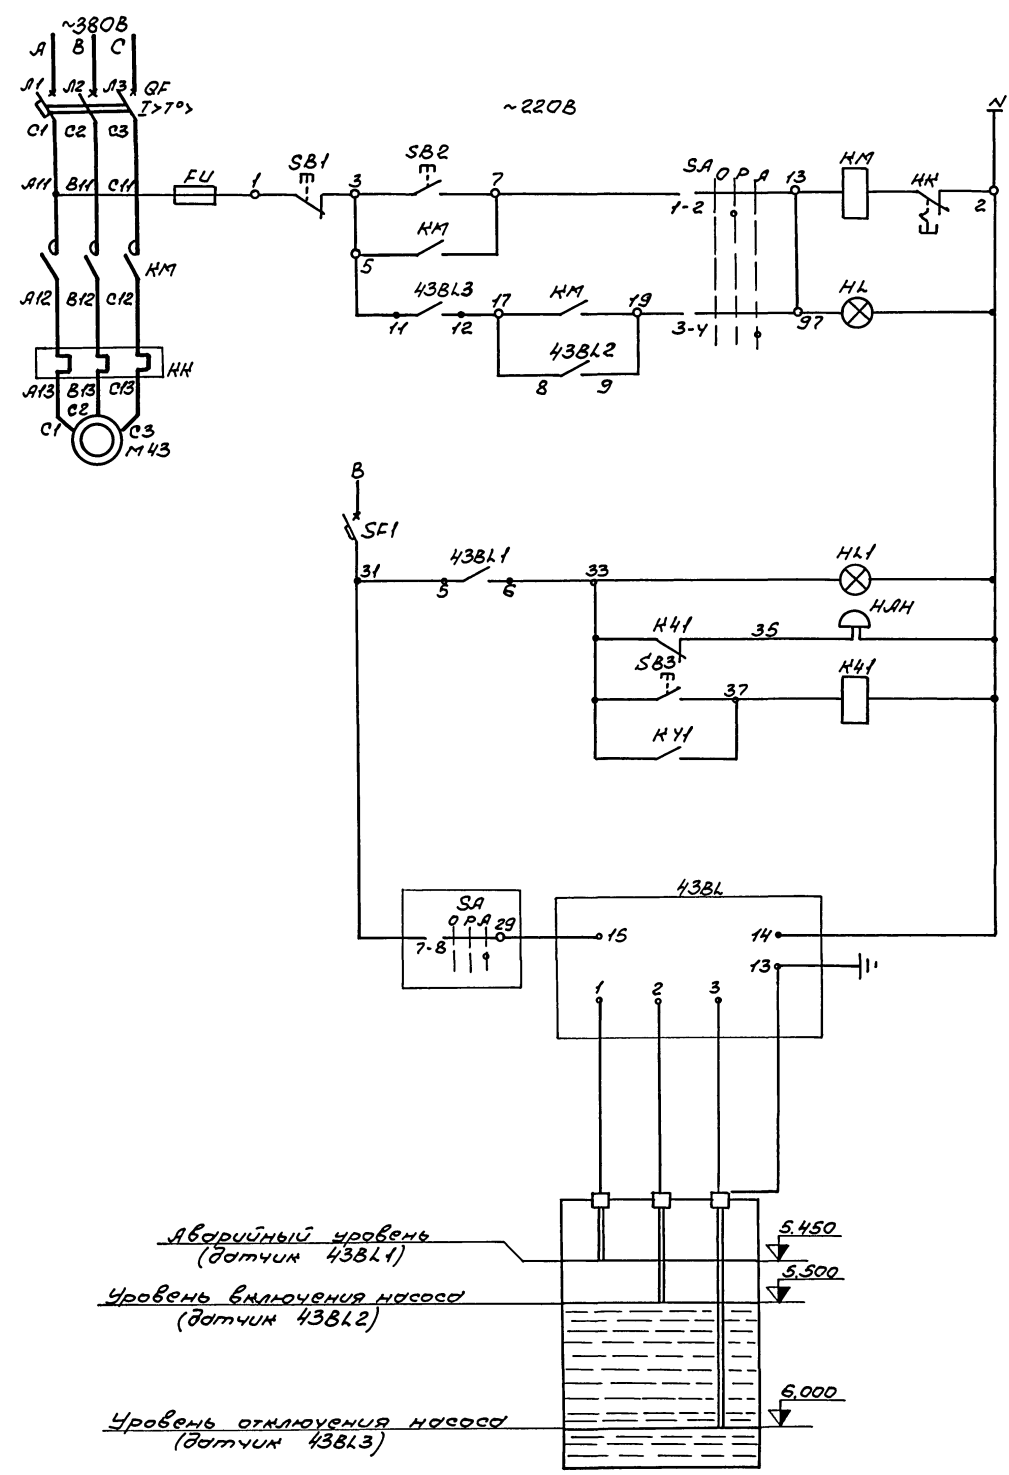 ~380В
А В С
Л1 Л2 Л3 QF
I>T°>
С1 С2 С3
~220В
N
А11 В11 С11 FU 1 SB1 3 SB2 7 SA О Р А 13 КМ КК 2
1-2
КМ
5
КМ
А12 В12 С12
43BL3 17 КМ 19 HL
11 12 3-4 97
43BL2
8 9
КК
А13 В13 С13
С2
С1 С3
М43
В
SF1
31 43BL1 33 HL1
5 6
К41 35 НАН
SB3 37 К41
К41
43BL
SA
О Р А 29
7-8
15 14
13
1 2 3
Аварийный уровень
(датчик 43BL1)
5.450
Уровень включения насоса
(датчик 43BL2)
5.500
Уровень отключения насоса
(датчик 43BL3)
6.000